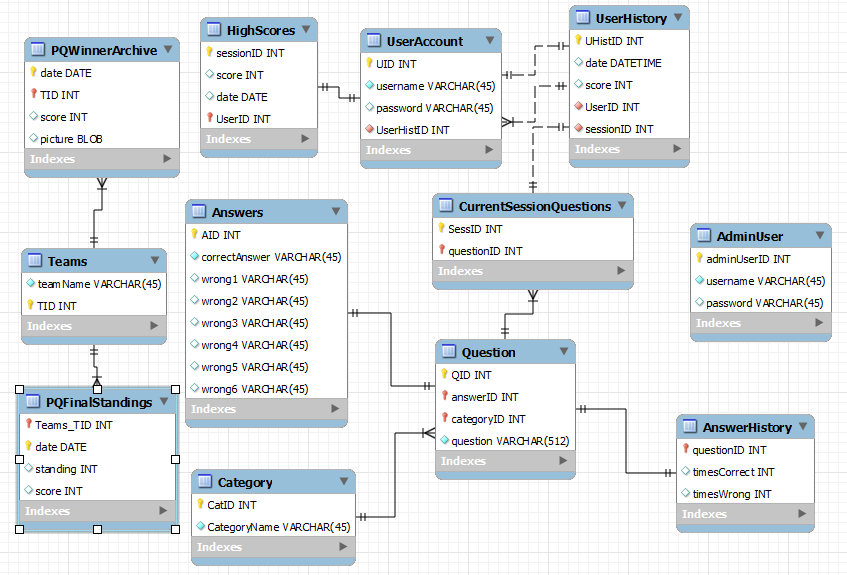 PQWinnerArchive
date DATE
TID INT
score INT
picture BLOB
Indexes
HighScores
sessionID INT
score INT
date DATE
UserID INT
Indexes
UserAccount
UID INT
username VARCHAR(45)
password VARCHAR(45)
UserHistID INT
Indexes
UserHistory
UHistID INT
date DATETIME
score INT
UserID INT
sessionID INT
Indexes
Teams
teamName VARCHAR(45)
TID INT
Indexes
Answers
AID INT
correctAnswer VARCHAR(45)
wrong1 VARCHAR(45)
wrong2 VARCHAR(45)
wrong3 VARCHAR(45)
wrong4 VARCHAR(45)
wrong5 VARCHAR(45)
wrong6 VARCHAR(45)
Indexes
CurrentSessionQuestions
SessID INT
questionID INT
Indexes
AdminUser
adminUserID INT
username VARCHAR(45)
password VARCHAR(45)
Indexes
PQFinalStandings
Teams_TID INT
date DATE
standing INT
score INT
Indexes
Category
CatID INT
CategoryName VARCHAR(45)
Indexes
Question
QID INT
answerID INT
categoryID INT
question VARCHAR(512)
Indexes
AnswerHistory
questionID INT
timesCorrect INT
timesWrong INT
Indexes